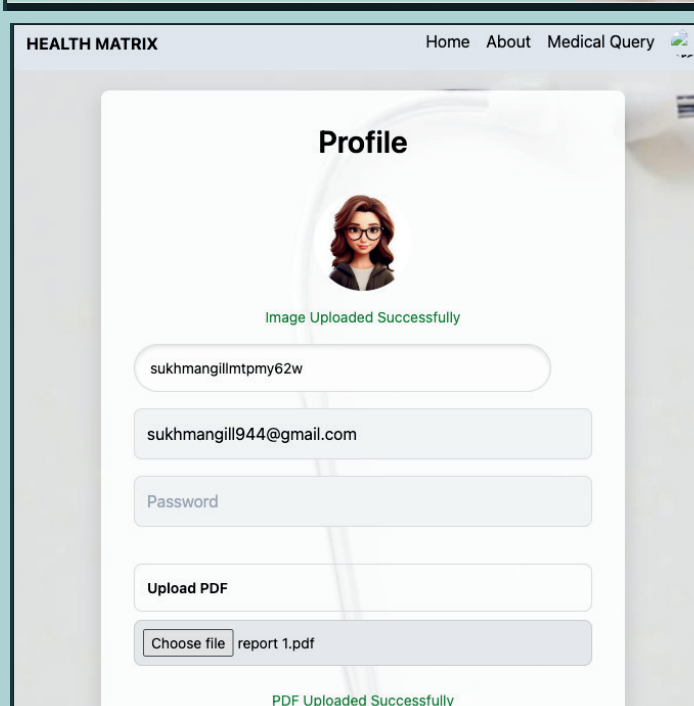 HEALTH MATRIX Home About Medical Query
Profile
Image Uploaded Successfully
sukhmangillmtpmy62w
sukhmangill944@gmail.com
Password
Upload PDF
Choose file report 1.pdf
PDF Uploaded Successfully